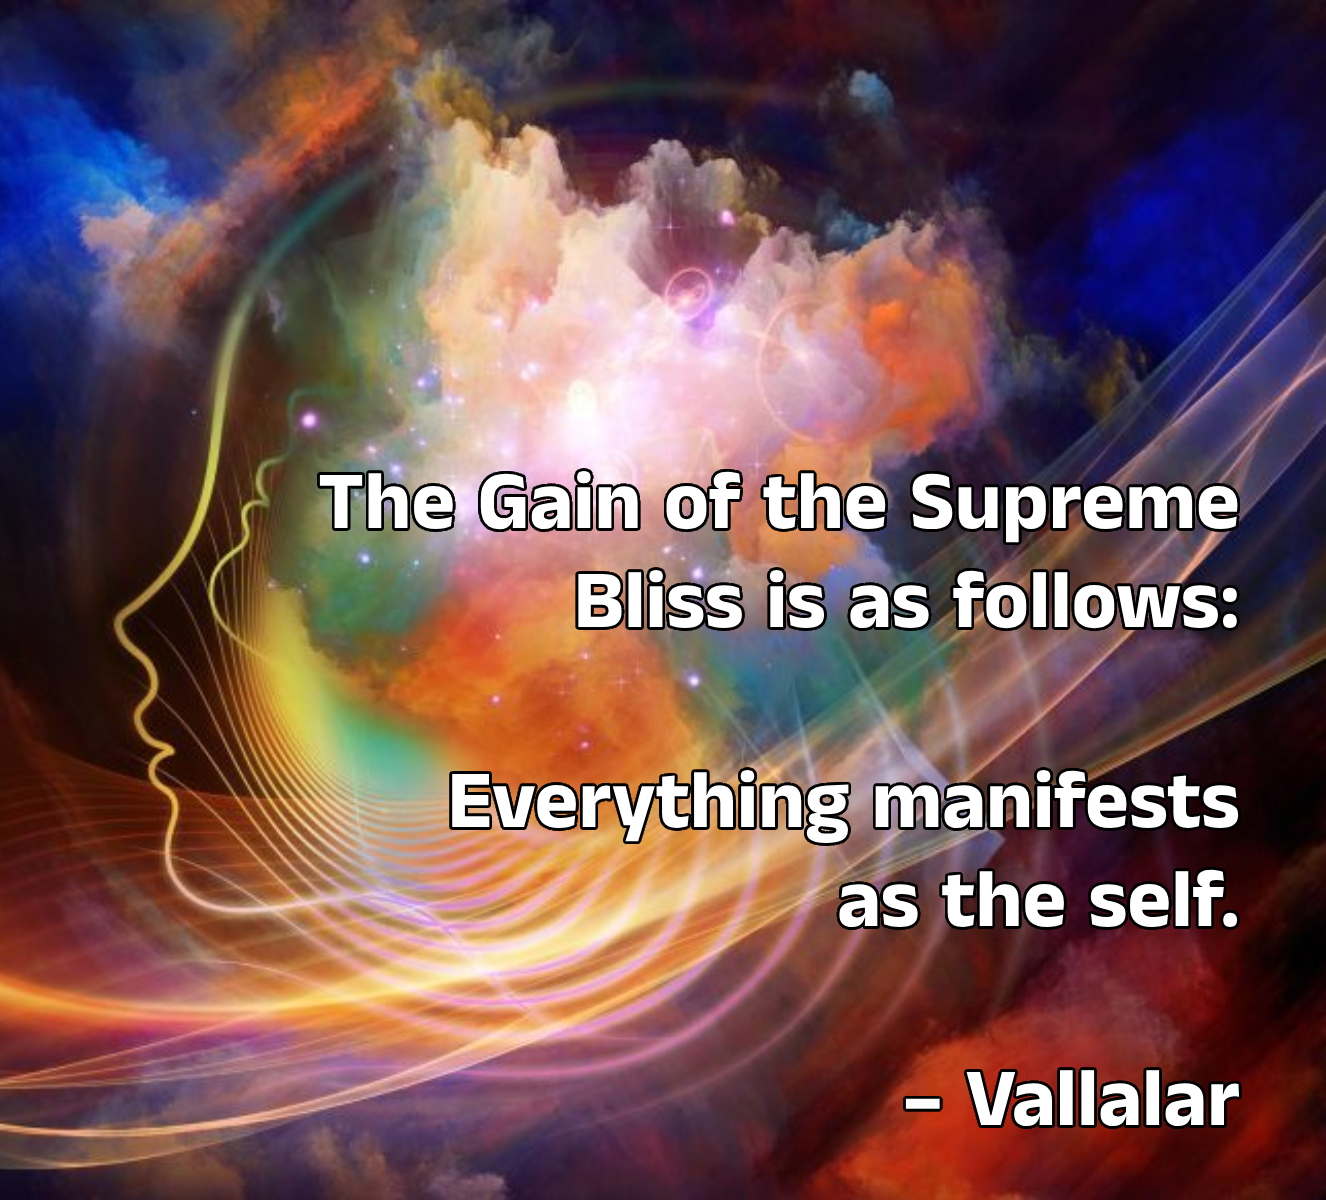 The Gain of the Supreme
Bliss is as follows:
Everything manifests
as the self.
– Vallalar